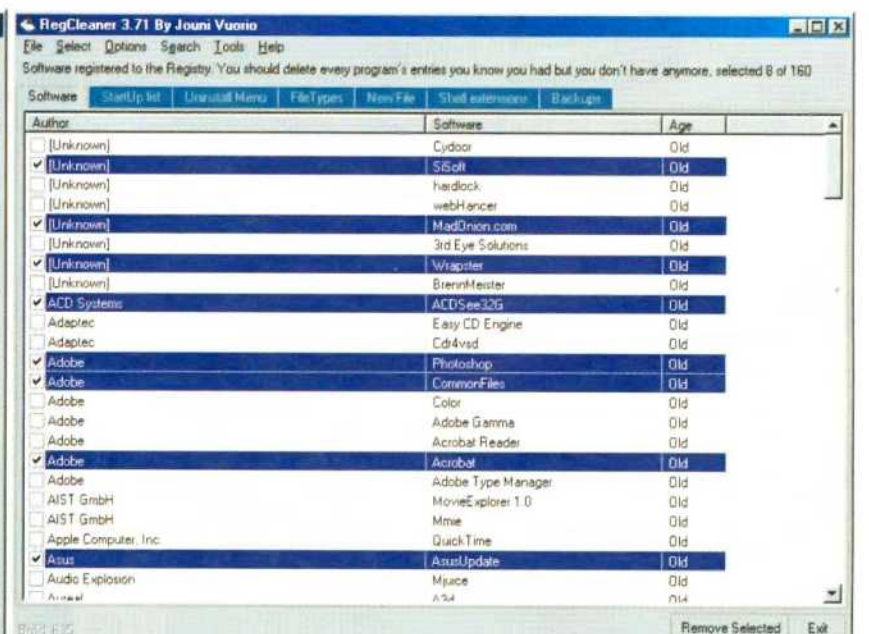 RegCleaner 3.71 By Jouni Vuorio
File Select Options Search Tools Help
Software registered to the Registry. You should delete every program's entries you know you had but you don't have anymore, selected 8 of 160
Software StartUp list Uninstall Menu FileTypes New File Shell extensions Backups
Author Software Age
[Unknown] Cydoor Old
[Unknown] SiSoft Old
[Unknown] hardlock Old
[Unknown] webHancer Old
[Unknown] MadOnion.com Old
[Unknown] 3rd Eye Solutions Old
[Unknown] Wrapster Old
[Unknown] BrennMeister Old
ACD Systems ACDSee32G Old
Adaptec Easy CD Engine Old
Adaptec Cdr4vsd Old
Adobe Photoshop Old
Adobe CommonFiles Old
Adobe Color Old
Adobe Adobe Gamma Old
Adobe Acrobat Reader Old
Adobe Acrobat Old
Adobe Adobe Type Manager Old
AIST GmbH MovieExplorer 1.0 Old
AIST GmbH Mmie Old
Apple Computer, Inc. QuickTime Old
Asus AsusUpdate Old
Audio Explosion Mjuice Old
Aureal A3d Old
Remove Selected Exit